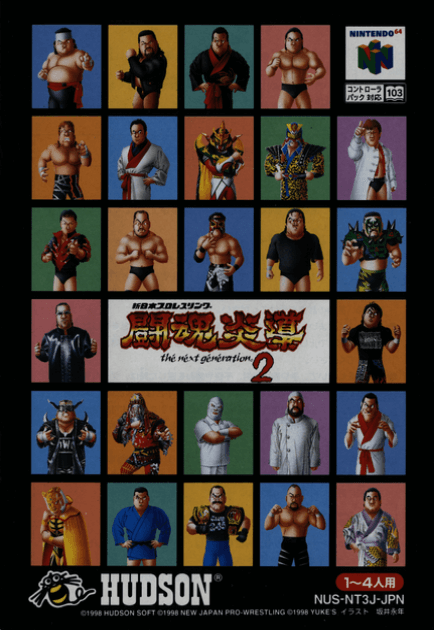 NINTENDO 64
コントローラ
パック 対応 103
新日本プロレスリング
闘魂炎導
the next generation
2
HUDSON®
1〜4人用
NUS-NT3J-JPN
©1998 HUDSON SOFT ©1998 NEW JAPAN PRO-WRESTLING ©1998 YUKE'S イラスト 坂井永年